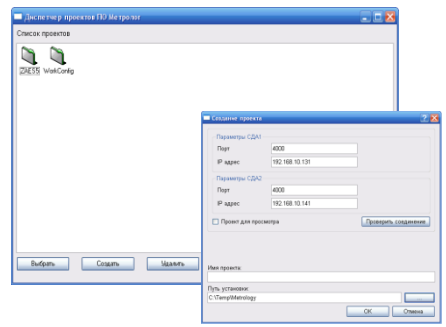 Диспетчер проектов ПО Метролог
Список проектов
ZAES5 WorkConfig
Выбрать Создать Удалить
Создание проекта
Параметры СДА1
Порт 4000
IP адрес 192.168.10.131
Параметры СДА2
Порт 4000
IP адрес 192.168.10.141
Проект для просмотра Проверить соединение
Имя проекта:
Путь установки:
C:\Temp\Metrology ...
OK Отмена